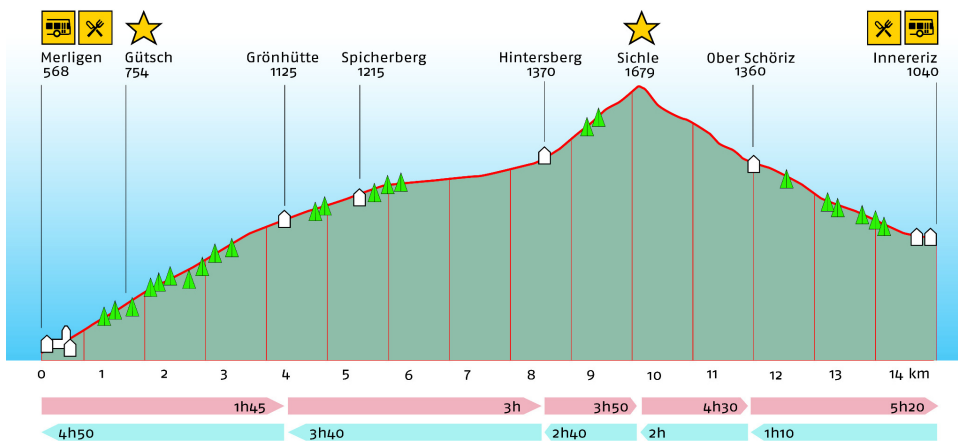 Merligen
568
Gütsch
754
Grönhütte
1125
Spicherberg
1215
Hintersberg
1370
Sichle
1679
Ober Schöriz
1360
Innereriz
1040
0 1 2 3 4 5 6 7 8 9 10 11 12 13 14 km
1h45 3h 3h50 4h30 5h20
4h50 3h40 2h40 2h 1h10